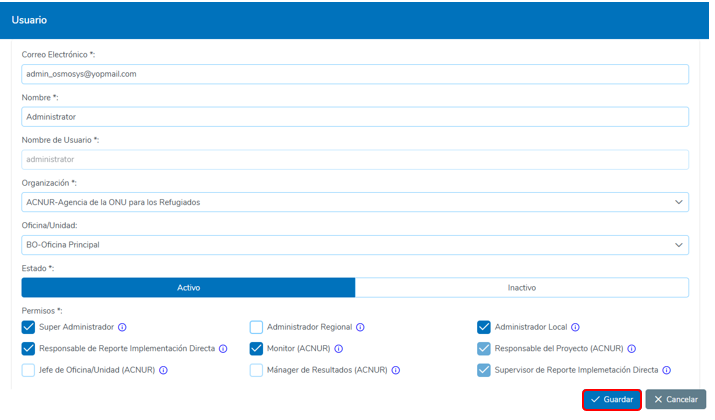 Usuario
Correo Electrónico *:
admin_osmosys@yopmail.com
Nombre *:
Administrator
Nombre de Usuario *:
administrator
Organización *:
ACNUR-Agencia de la ONU para los Refugiados
Oficina/Unidad:
BO-Oficina Principal
Estado *:
Activo Inactivo
Permisos *:
Super Administrador Administrador Regional Administrador Local
Responsable de Reporte Implementación Directa Monitor (ACNUR) Responsable del Proyecto (ACNUR)
Jefe de Oficina/Unidad (ACNUR) Mánager de Resultados (ACNUR) Supervisor de Reporte Implemetación Directa
Guardar Cancelar